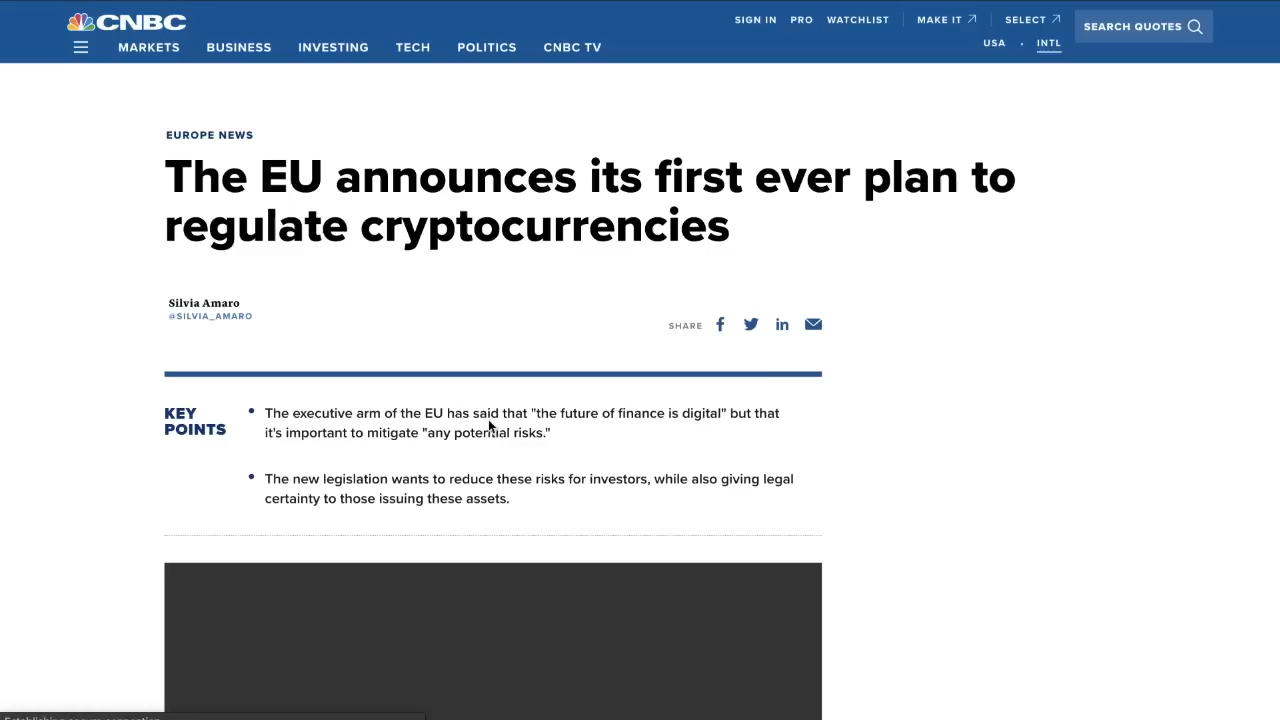 CNBC
SIGN IN PRO WATCHLIST MAKE IT SELECT
SEARCH QUOTES
USA · INTL
MARKETS BUSINESS INVESTING TECH POLITICS CNBC TV
EUROPE NEWS
The EU announces its first ever plan to
regulate cryptocurrencies
Silvia Amaro
@SILVIA_AMARO
SHARE
KEY
POINTS
• The executive arm of the EU has said that "the future of finance is digital" but that
it's important to mitigate "any potential risks."
• The new legislation wants to reduce these risks for investors, while also giving legal
certainty to those issuing these assets.